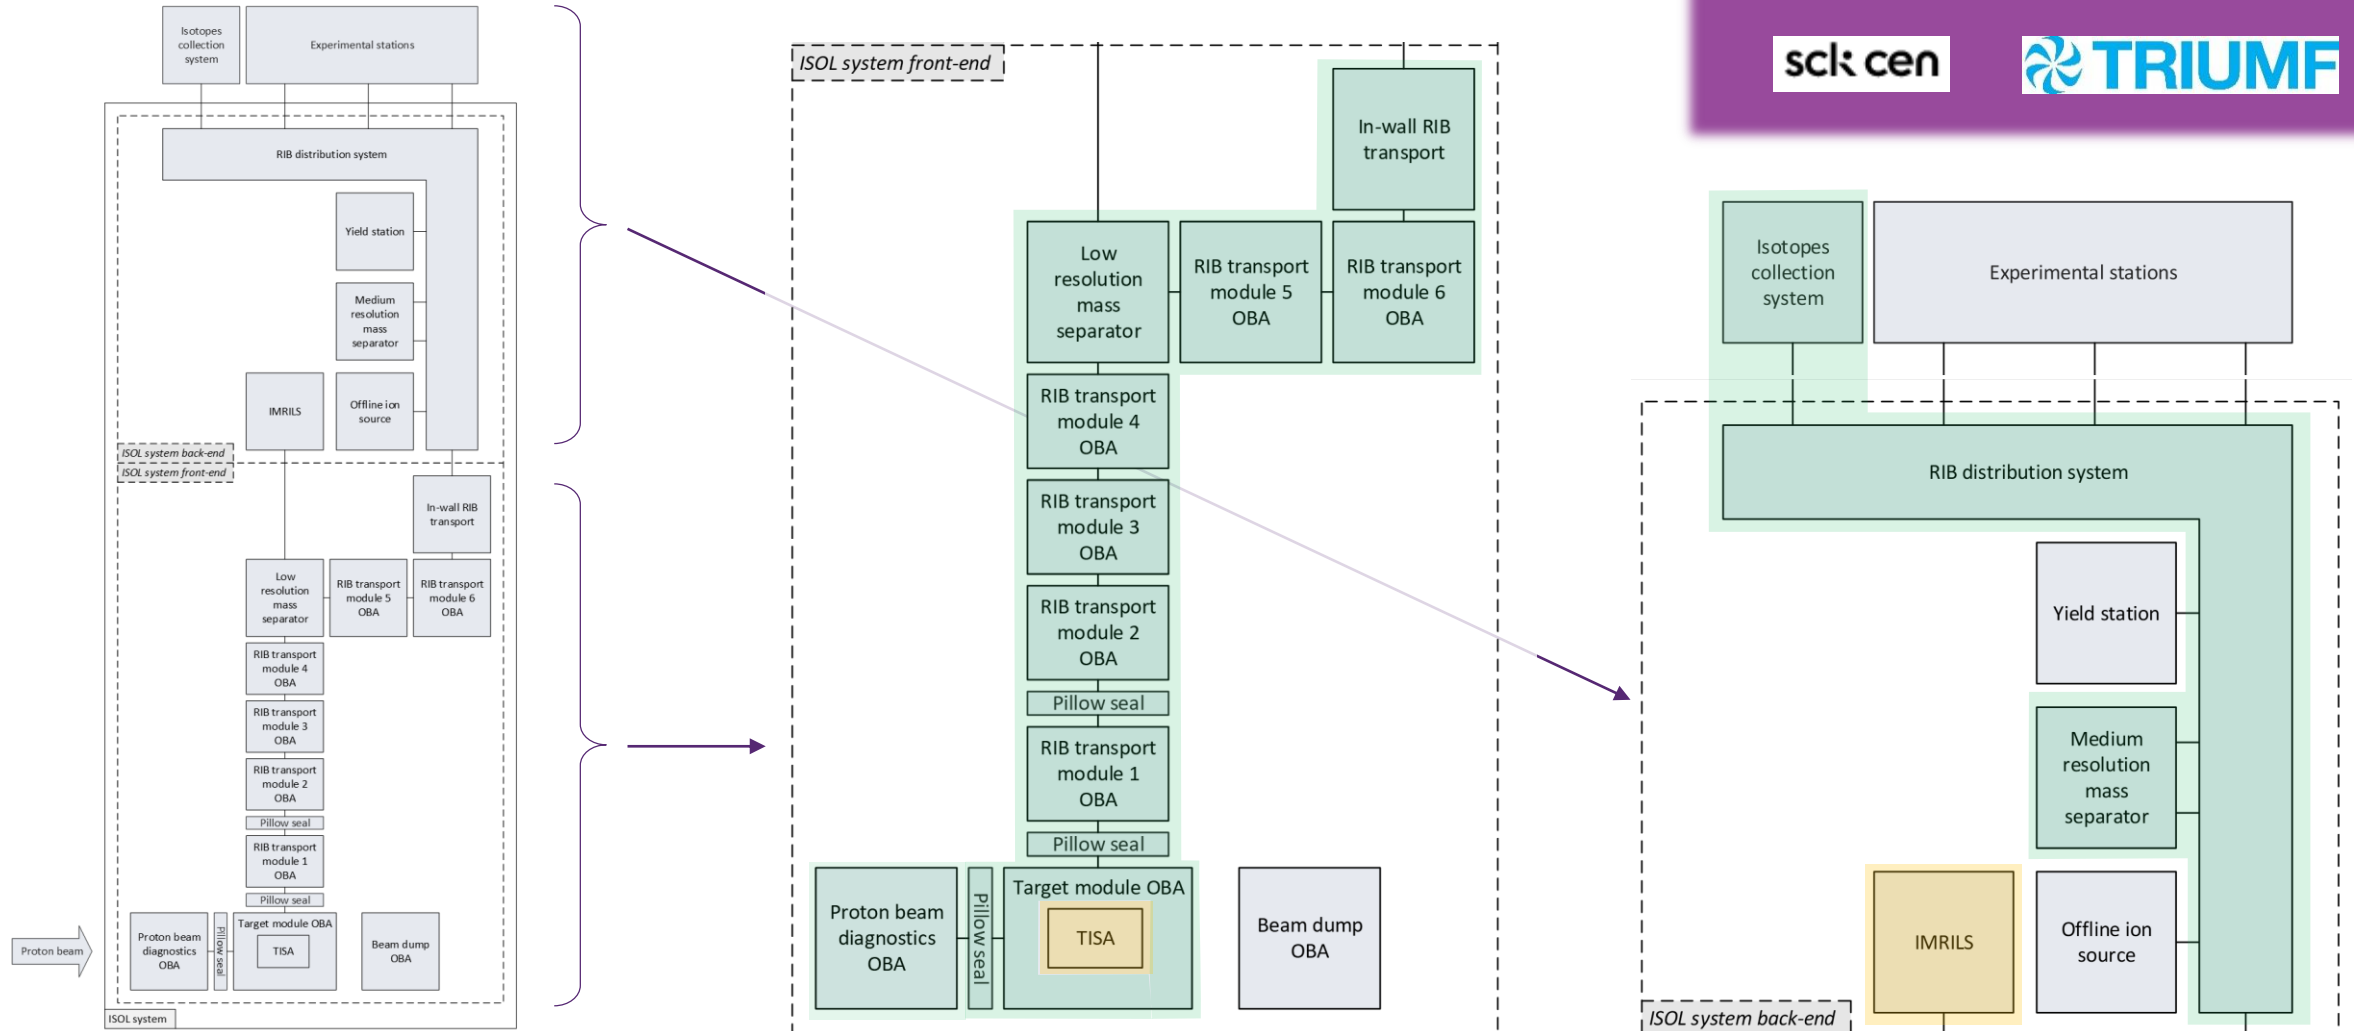 Isotopes
collection
system
Experimental stations
RIB distribution system
Yield station
Medium
resolution
mass
separator
IMRILS
Offline ion
source
ISOL system back-end
ISOL system front-end
In-wall RIB
transport
Low
resolution
mass
separator
RIB transport
module 5
OBA
RIB transport
module 6
OBA
RIB transport
module 4
OBA
RIB transport
module 3
OBA
RIB transport
module 2
OBA
Pillow seal
RIB transport
module 1
OBA
Pillow seal
Proton beam
Proton beam
diagnostics
OBA
Pillow seal
Target module OBA
TISA
Beam dump
OBA
ISOL system
ISOL system front-end
In-wall RIB
transport
Low
resolution
mass
separator
RIB transport
module 5
OBA
RIB transport
module 6
OBA
RIB transport
module 4
OBA
RIB transport
module 3
OBA
RIB transport
module 2
OBA
Pillow seal
RIB transport
module 1
OBA
Pillow seal
Proton beam
diagnostics
OBA
Pillow seal
Target module OBA
TISA
Beam dump
OBA
sck cen
TRIUMF
Isotopes
collection
system
Experimental stations
RIB distribution system
Yield station
Medium
resolution
mass
separator
IMRILS
Offline ion
source
ISOL system back-end